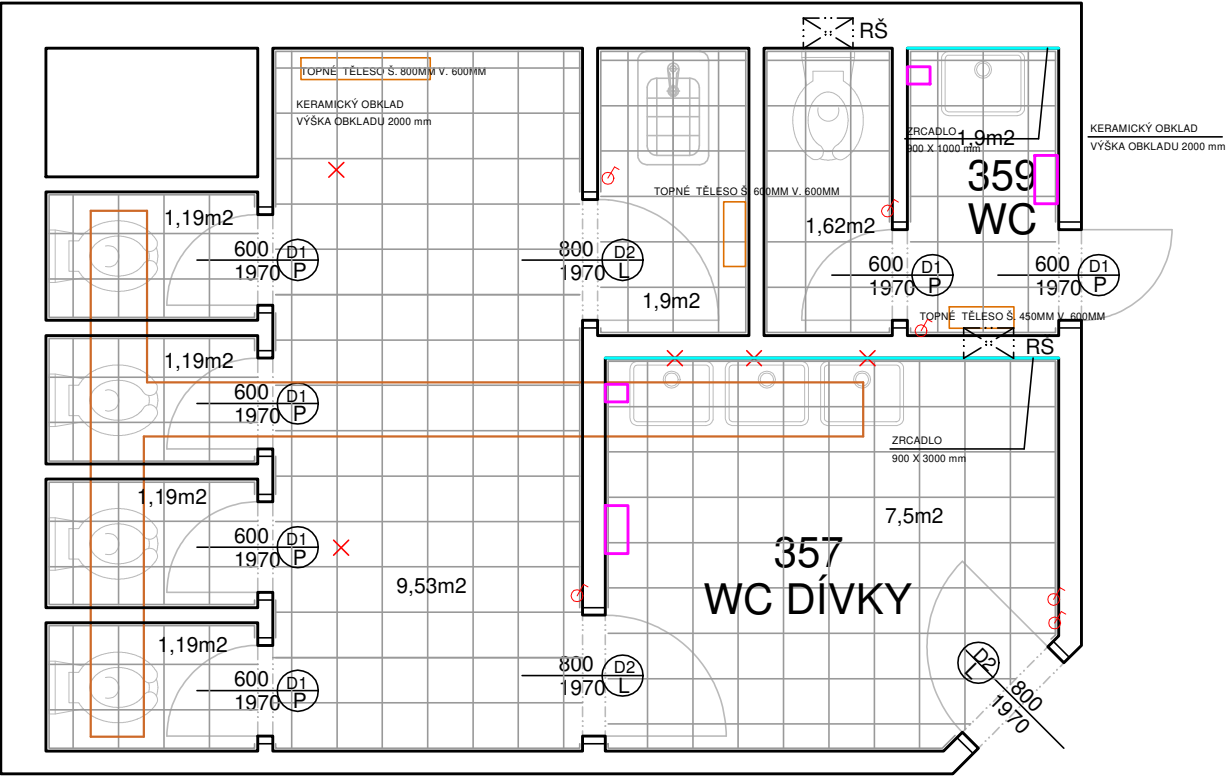 RŠ
TOPNÉ TĚLESO Š. 800MM V. 600MM
KERAMICKÝ OBKLAD
VÝŠKA OBKLADU 2000 mm
ZRCADLO
900 X 1000 mm
1,9m2
KERAMICKÝ OBKLAD
VÝŠKA OBKLADU 2000 mm
359
WC
TOPNÉ TĚLESO Š. 600MM V. 600MM
1,19m2
1,62m2
600
1970
D1
P
800
1970
D2
L
600
1970
D1
P
600
1970
D1
P
1,9m2
TOPNÉ TĚLESO Š. 450MM V. 600MM
RŠ
1,19m2
600
1970
D1
P
ZRCADLO
900 X 3000 mm
1,19m2
7,5m2
600
1970
D1
P
357
WC DÍVKY
9,53m2
1,19m2
600
1970
D1
P
800
1970
D2
L
D2
L
800
1970